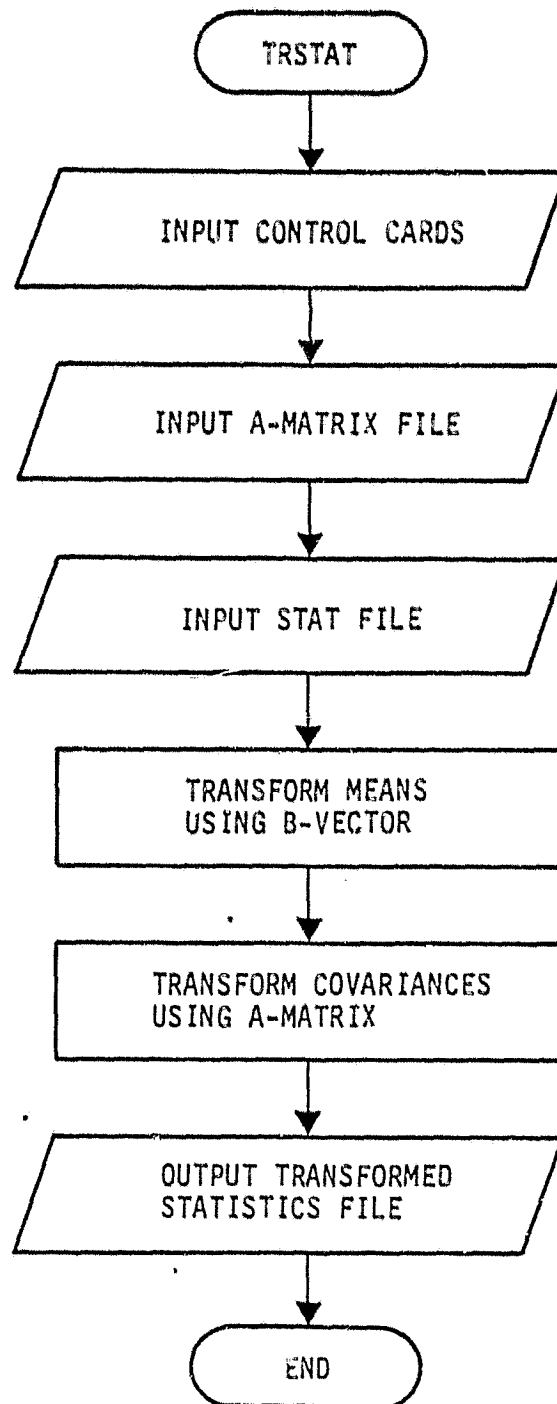 TRSTAT
INPUT CONTROL CARDS
INPUT A-MATRIX FILE
INPUT STAT FILE
TRANSFORM MEANS
USING B-VECTOR
TRANSFORM COVARIANCES
USING A-MATRIX
OUTPUT TRANSFORMED
STATISTICS FILE
END